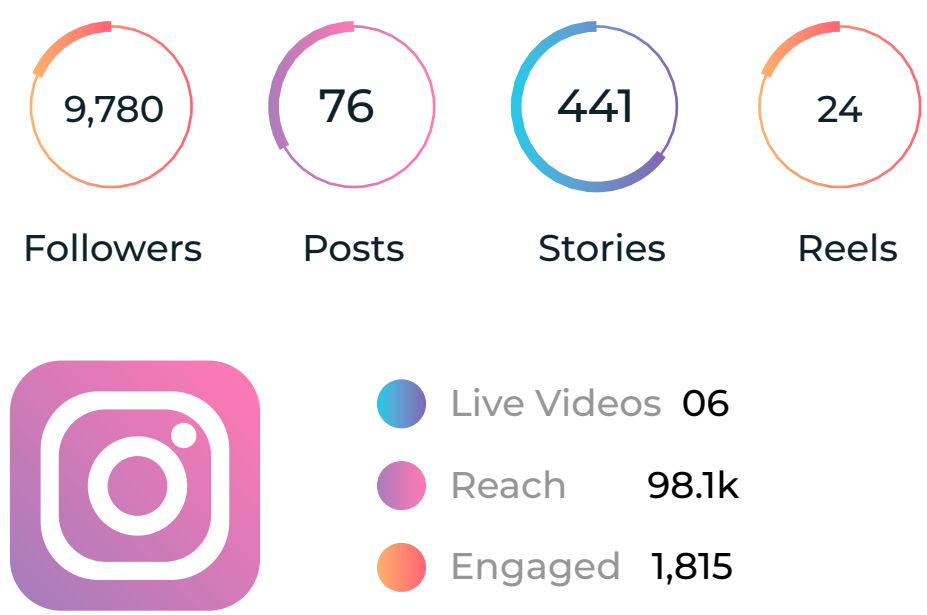 9,780
76
441
24
Followers
Posts
Stories
Reels
Live Videos 06
Reach 98.1k
Engaged 1,815